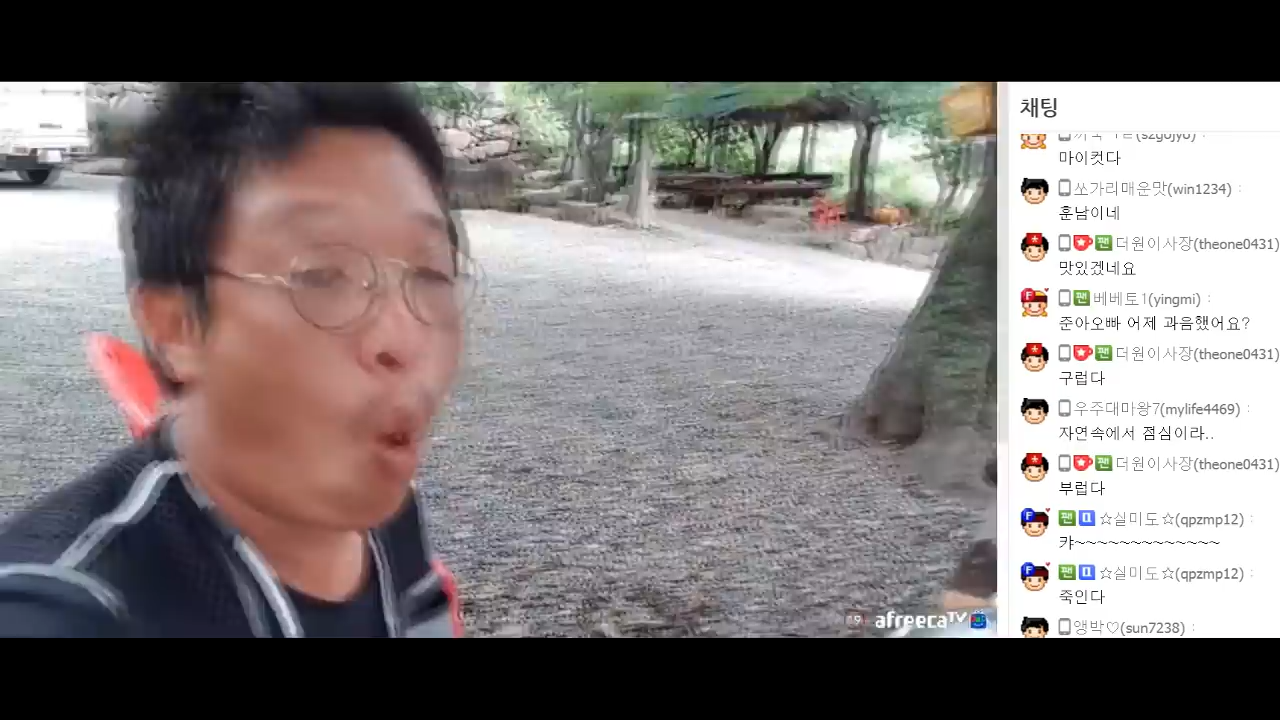 채팅
마이컷다
쏘가리매운맛(win1234) :
훈남이네
팬 더원이사장(theone0431)
맛있겠네요
F 팬 베베토1(yingmi) :
준아오빠 어제 과음했어요?
팬 더원이사장(theone0431)
구럽다
우주대마왕7(mylife4469) :
자연속에서 점심이라..
팬 더원이사장(theone0431)
부럽다
F 팬 ☆실미도☆(qpzmp12) :
캬~~~~~~~~~~~~~
F 팬 ☆실미도☆(qpzmp12) :
죽인다
앵박♡(sun7238) :
19 afreecaTV